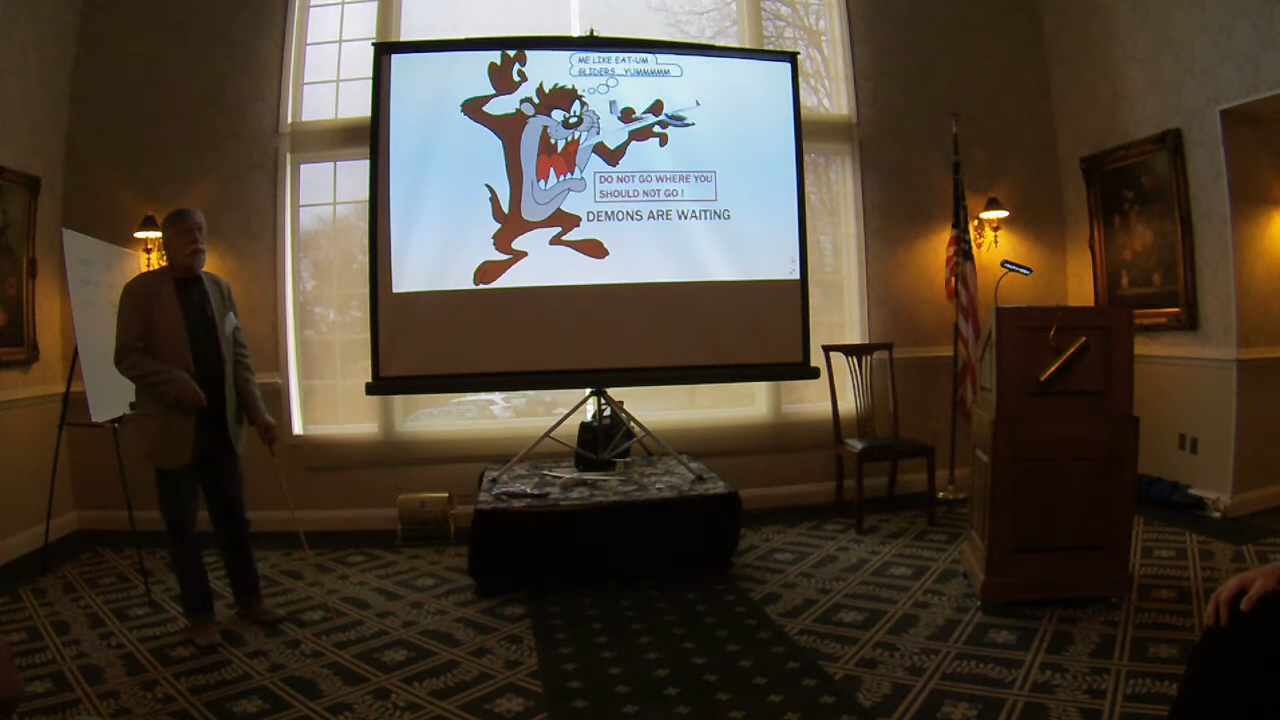 ME LIKE EAT-UM
GLIDERS...YUMMMMM
DO NOT GO WHERE YOU
SHOULD NOT GO !
DEMONS ARE WAITING